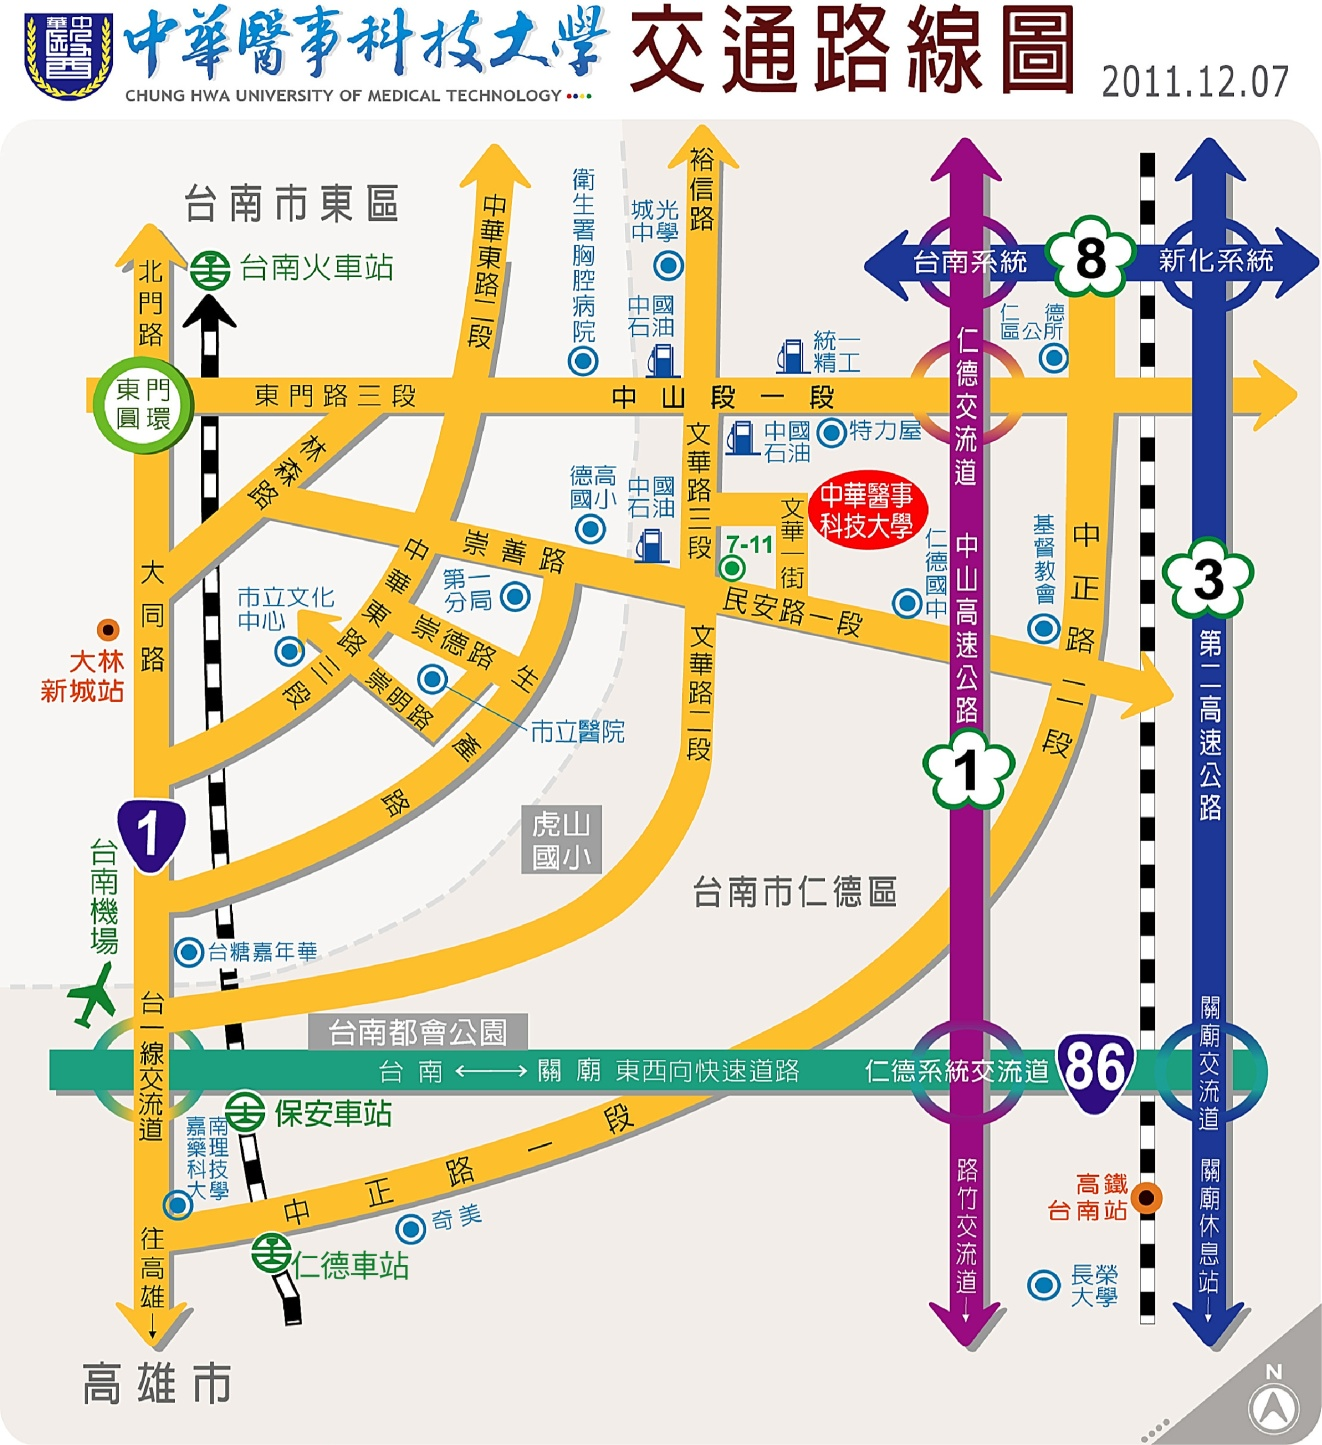 中華醫事科技大學
交通路線圖
2011.12.07
CHUNG HWA UNIVERSITY OF MEDICAL TECHNOLOGY
台南市東區
台南火車站
北門路
東門
圓環
東門路三段
中華東路二段
衛生署胸腔病院
城光
中學
中國
石油
裕信路
統一
精工
中山段一段
台南系統
8
新化系統
仁德
區公所
仁德交流道
林森路
德高
國小
中國
石油
文華路三段
中國
石油
特力屋
中華醫事
科技大學
文華一街
7-11
仁德國中
中山高速公路
基督教會
中正路二段
3
第二高速公路
大同路
大林
新城站
市立文化
中心
中華東路三段
崇善路
第一
分局
崇德路
崇明路
市立醫院
生產路
民安路一段
文華路二段
1
1
虎山
國小
台南市仁德區
台南機場
台糖嘉年華
台南都會公園
台一線交流道
台南⟷關廟 東西向快速道路
仁德系統交流道
86
關廟交流道
保安車站
嘉南
藥理
科技
大學
中正路一段
奇美
仁德車站
往高雄↓
高雄市
路竹交流道↓
高鐵
台南站
長榮
大學
關廟休息站↓
N